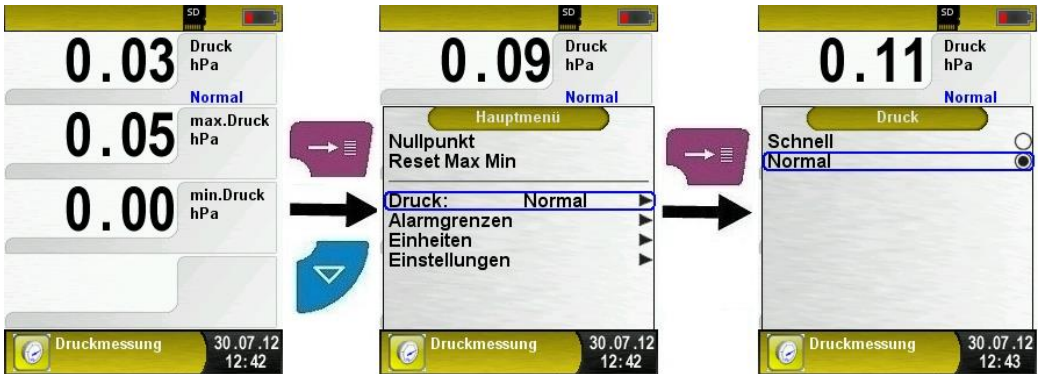 SD
0.03 Druck
hPa
Normal
0.05 max.Druck
hPa
0.00 min.Druck
hPa
Druckmessung 30.07.12
12:42
SD
0.09 Druck
hPa
Normal
Hauptmenü
Nullpunkt
Reset Max Min
Druck: Normal
Alarmgrenzen
Einheiten
Einstellungen
Druckmessung 30.07.12
12:42
SD
0.11 Druck
hPa
Normal
Druck
Schnell
Normal
Druckmessung 30.07.12
12:43